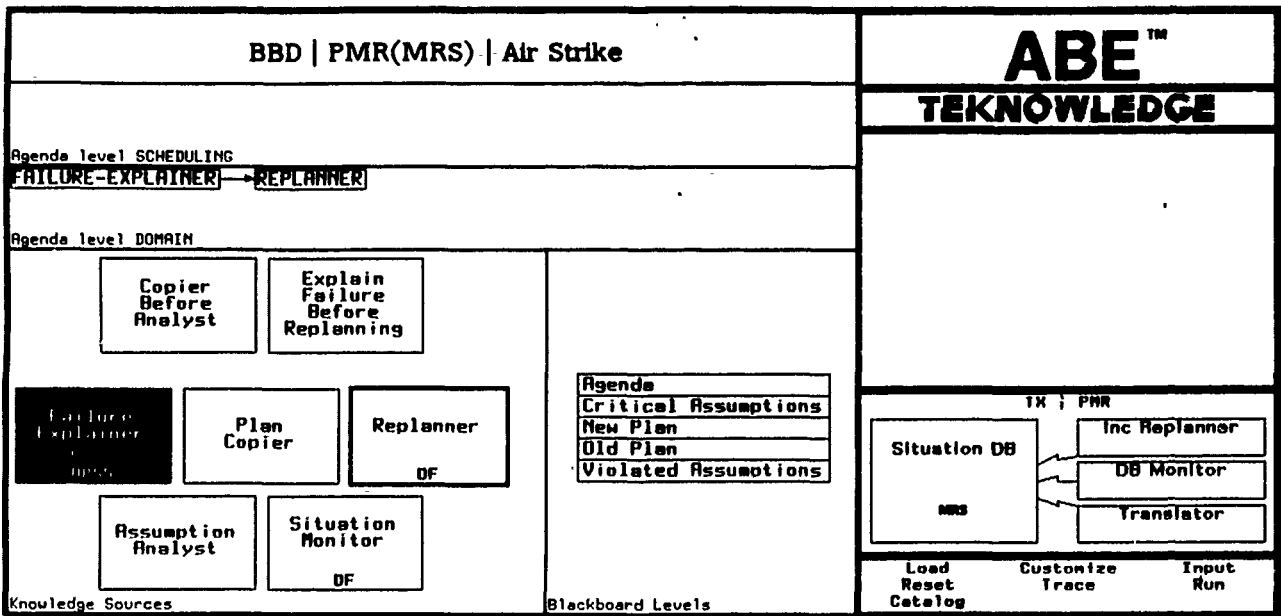 BBD | PMR(MRS) | Air Strike
Agenda level SCHEDULING
FAILURE-EXPLAINER REPLANNER
Agenda level DOMAIN
Copier
Before
Analyst
Explain
Failure
Before
Replanning
Failure
Explainer
Plan
Copier
Replanner
DF
Assumption
Analyst
Situation
Monitor
DF
Knowledge Sources
Agenda
Critical Assumptions
New Plan
Old Plan
Violated Assumptions
Blackboard Levels
ABE™
TEKNOWLEDGE
TX | PMR
Situation DB
MRS
Inc Replanner
DB Monitor
Translator
Load Customize Input
Reset Trace Run
Catalog